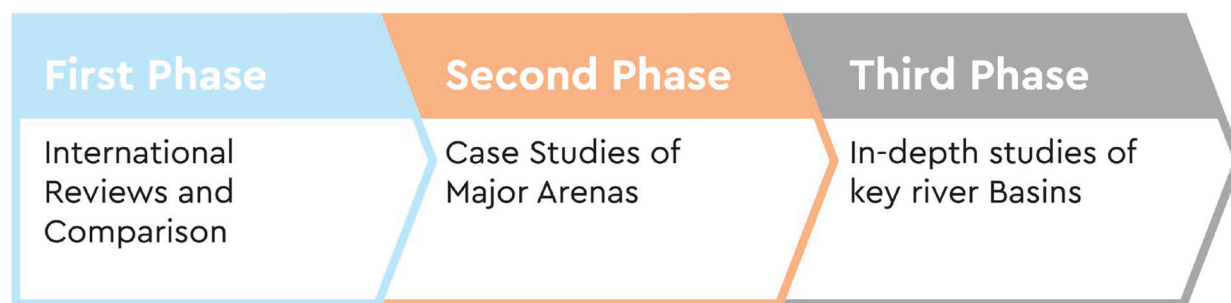 First Phase
International
Reviews and
Comparison
Second Phase
Case Studies of
Major Arenas
Third Phase
In-depth studies of
key river Basins